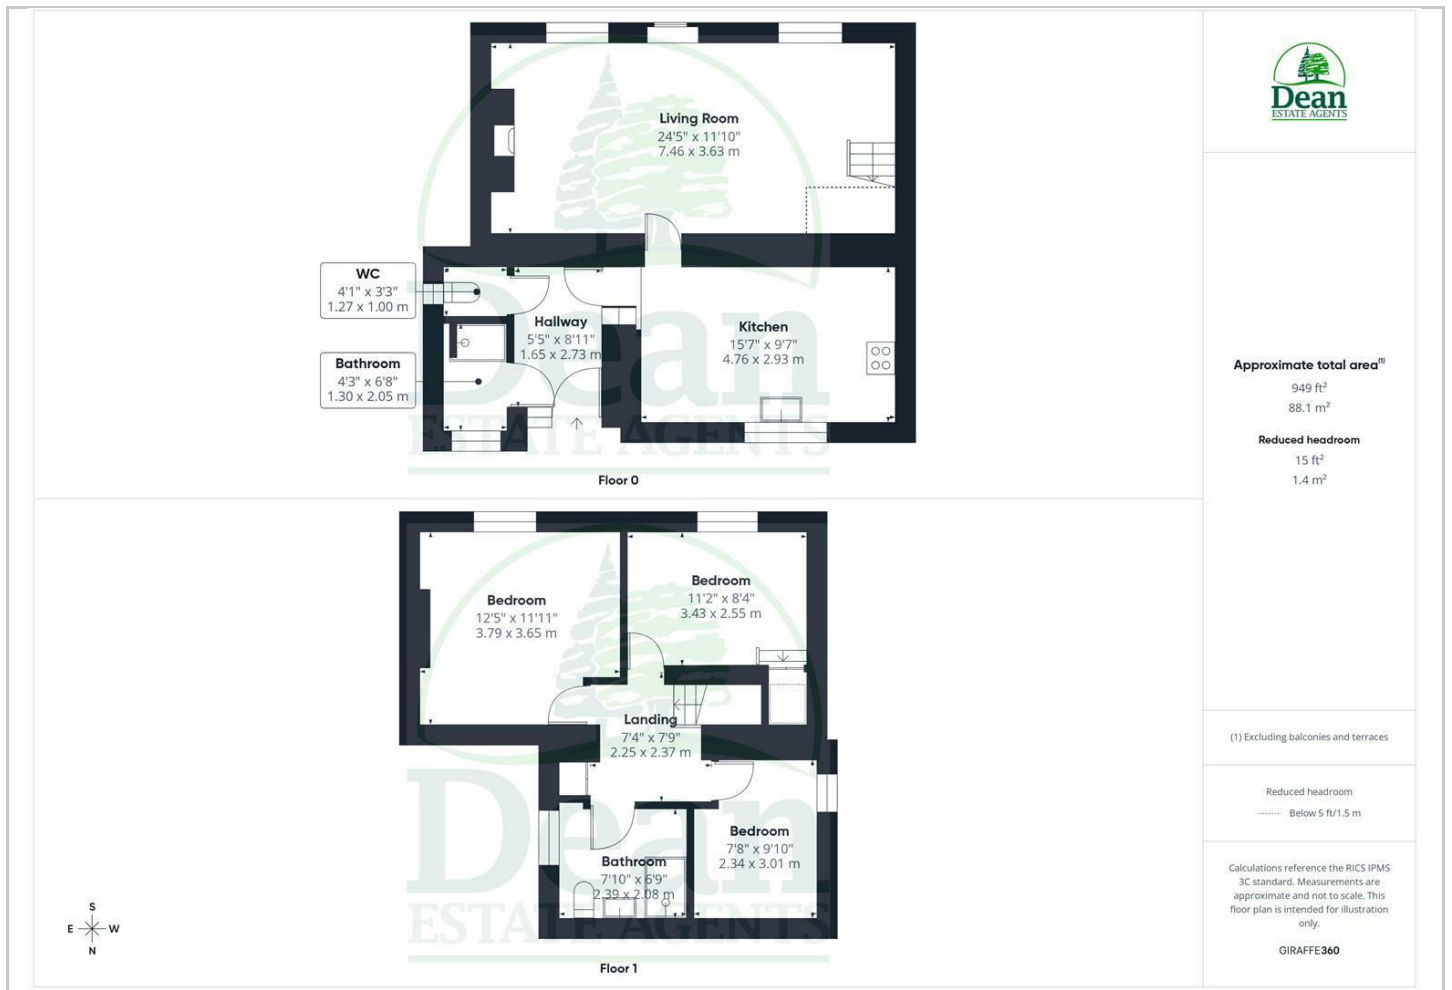 Living Room
24'5" x 11'10"
7.46 x 3.63 m
WC
4'1" x 3'3"
1.27 x 1.00 m
Hallway
5'5" x 8'11"
1.65 x 2.73 m
Kitchen
15'7" x 9'7"
4.76 x 2.93 m
Bathroom
4'3" x 6'8"
1.30 x 2.05 m
Dean
ESTATE AGENTS
Floor 0
Bedroom
12'5" x 11'11"
3.79 x 3.65 m
Bedroom
11'2" x 8'4"
3.43 x 2.55 m
Landing
7'4" x 7'9"
2.25 x 2.37 m
Bedroom
7'8" x 9'10"
2.34 x 3.01 m
Bathroom
7'10" x 6'9"
2.39 x 2.08 m
Dean
ESTATE AGENTS
Floor 1
S
E W
N
Dean
ESTATE AGENTS
Approximate total area(1)
949 ft²
88.1 m²
Reduced headroom
15 ft²
1.4 m²
(1) Excluding balconies and terraces
Reduced headroom
Below 5 ft/1.5 m
Calculations reference the RICS IPMS
3C standard. Measurements are
approximate and not to scale. This
floor plan is intended for illustration
only.
GIRAFFE360